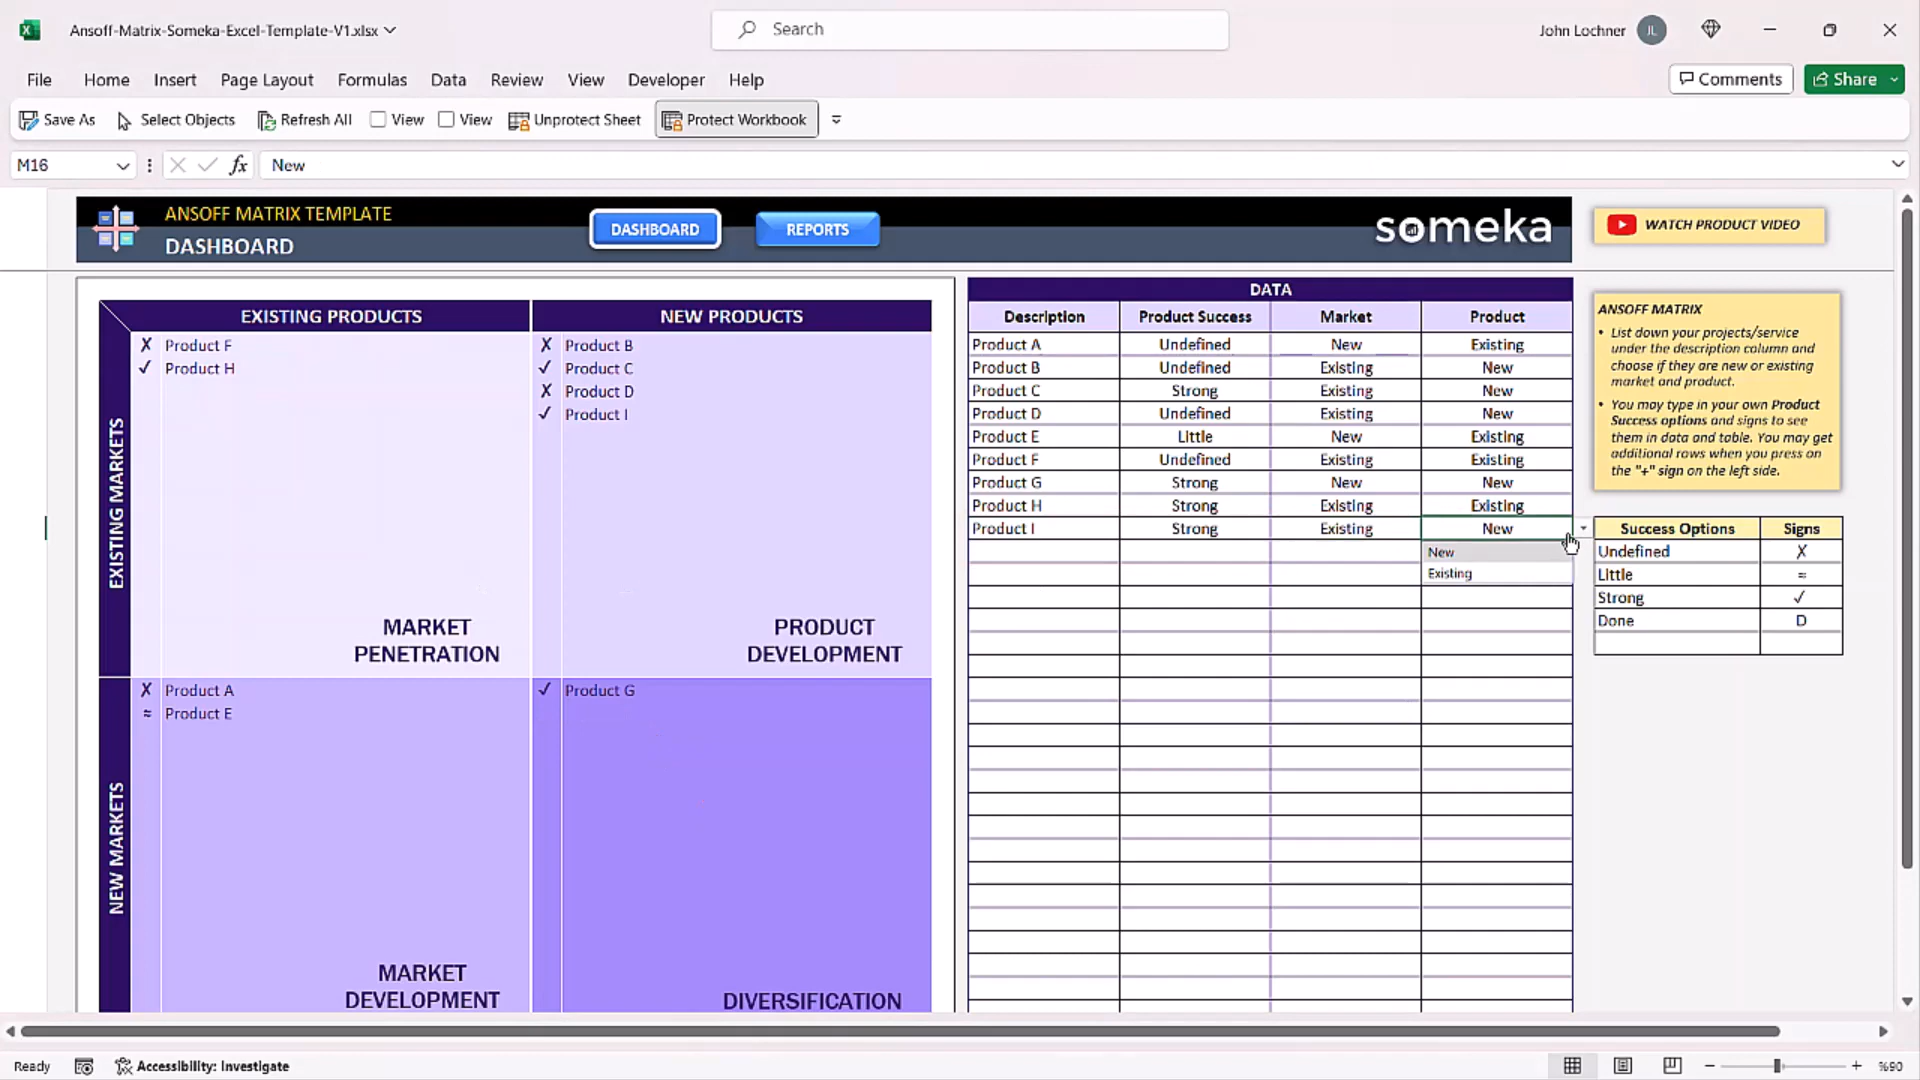 Ansoff-Matrix-Someka-Excel-Template-V1.xlsx
Search
John Lochner
JL
File Home Insert Page Layout Formulas Data Review View Developer Help
Comments
Share
Save As Select Objects Refresh All View View Unprotect Sheet Protect Workbook
M16
fx
New
ANSOFF MATRIX TEMPLATE
DASHBOARD
DASHBOARD
REPORTS
someka
WATCH PRODUCT VIDEO
EXISTING PRODUCTS
NEW PRODUCTS
EXISTING MARKETS
✗ Product F
✓ Product H
MARKET
PENETRATION
✗ Product B
✓ Product C
✗ Product D
✓ Product I
PRODUCT
DEVELOPMENT
NEW MARKETS
✗ Product A
≈ Product E
MARKET
DEVELOPMENT
✓ Product G
DIVERSIFICATION
DATA
Description Product Success Market Product
Product A Undefined New Existing
Product B Undefined Existing New
Product C Strong Existing New
Product D Undefined Existing New
Product E Little New Existing
Product F Undefined Existing Existing
Product G Strong New New
Product H Strong Existing Existing
Product I Strong Existing New
New
Existing
ANSOFF MATRIX
• List down your projects/service
under the description column and
choose if they are new or existing
market and product.
• You may type in your own Product
Success options and signs to see
them in data and table. You may get
additional rows when you press on
the "+" sign on the left side.
Success Options Signs
Undefined ✗
Little ≈
Strong ✓
Done D
Ready
Accessibility: Investigate
%90